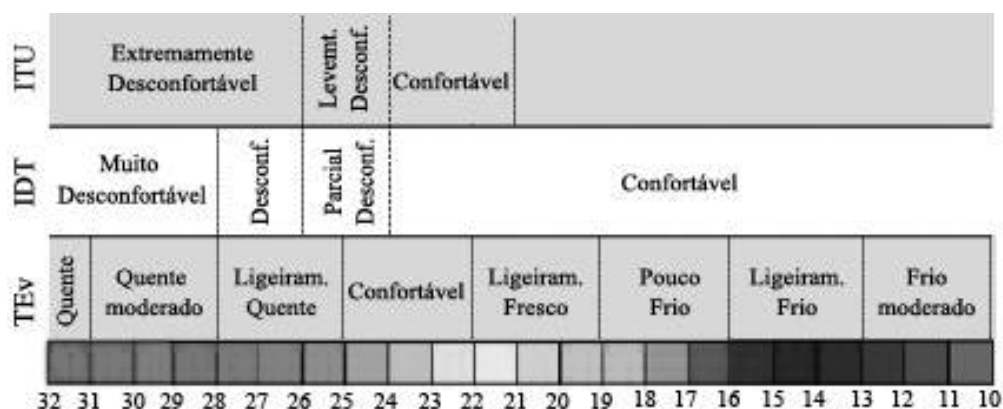 ITU
Extremamente
Desconfortável
Levemt.
Desconf.
Confortável
IDT
Muito
Desconfortável
Desconf.
Parcial
Desconf.
Confortável
TEv
Quente
Quente
moderado
Ligeiram.
Quente
Confortável
Ligeiram.
Fresco
Pouco
Frio
Ligeiram.
Frio
Frio
moderado
32 31 30 29 28 27 26 25 24 23 22 21 20 19 18 17 16 15 14 13 12 11 10